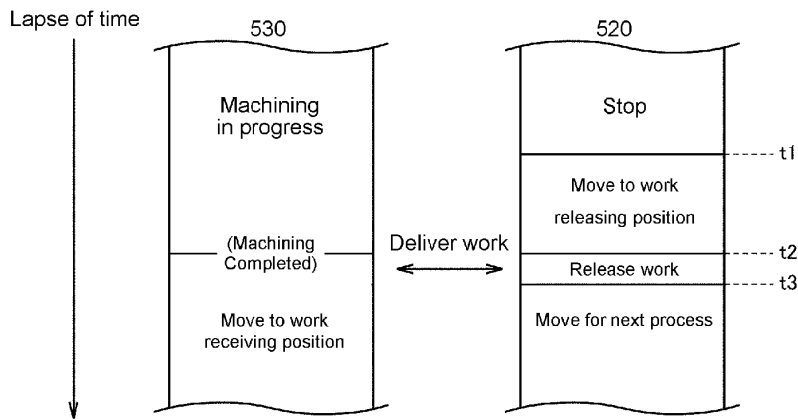 Lapse of time
530
520
Machining
in progress
Stop
t1
Move to work
releasing position
(Machining
Completed)
Deliver work
t2
Release work
t3
Move to work
receiving position
Move for next process